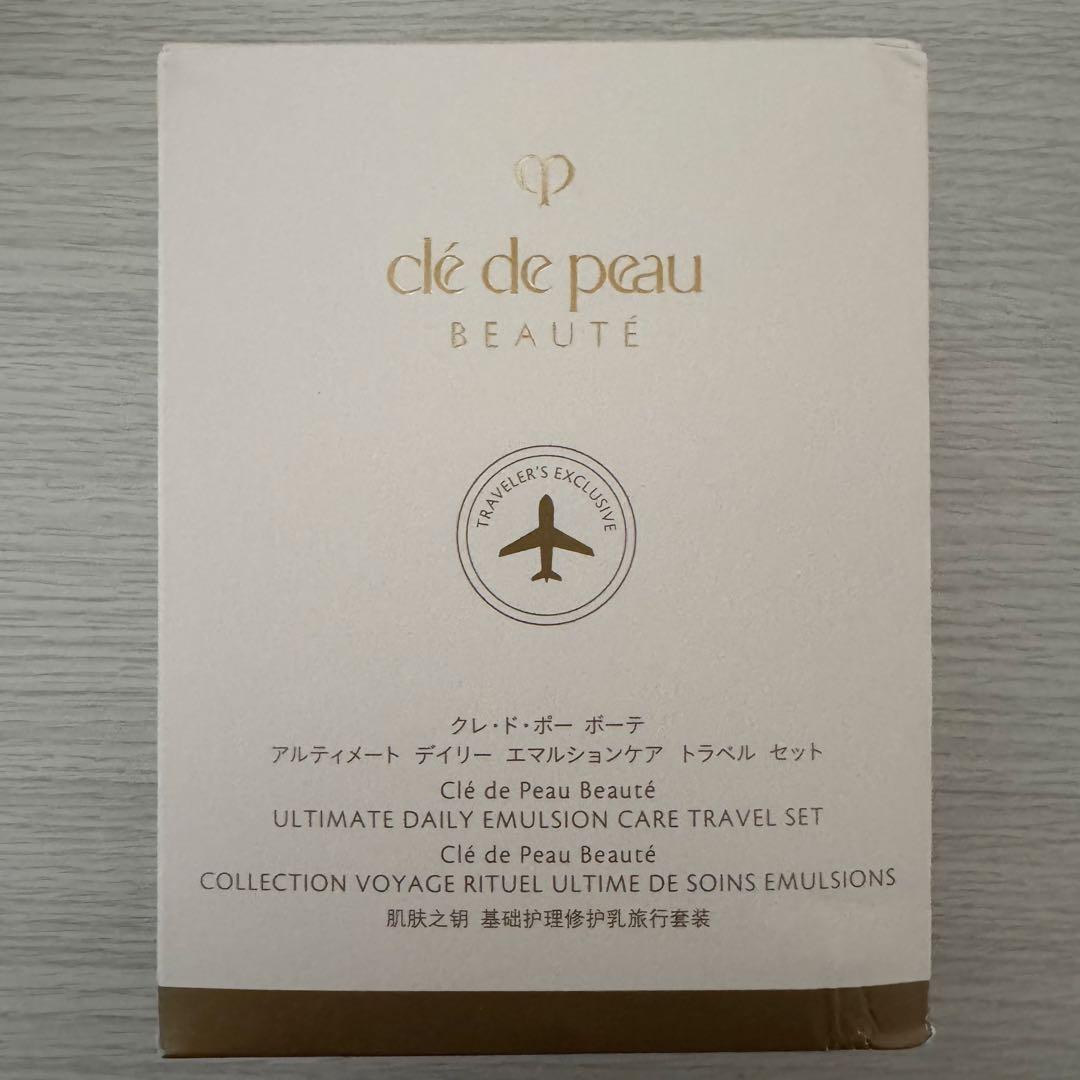 clé de peau
BEAUTÉ
TRAVELER'S EXCLUSIVE
クレ・ド・ポー ボーテ
アルティメート デイリー エマルションケア トラベル セット
Clé de Peau Beauté
ULTIMATE DAILY EMULSION CARE TRAVEL SET
Clé de Peau Beauté
COLLECTION VOYAGE RITUEL ULTIME DE SOINS EMULSIONS
肌肤之钥 基础护理修护乳旅行套装